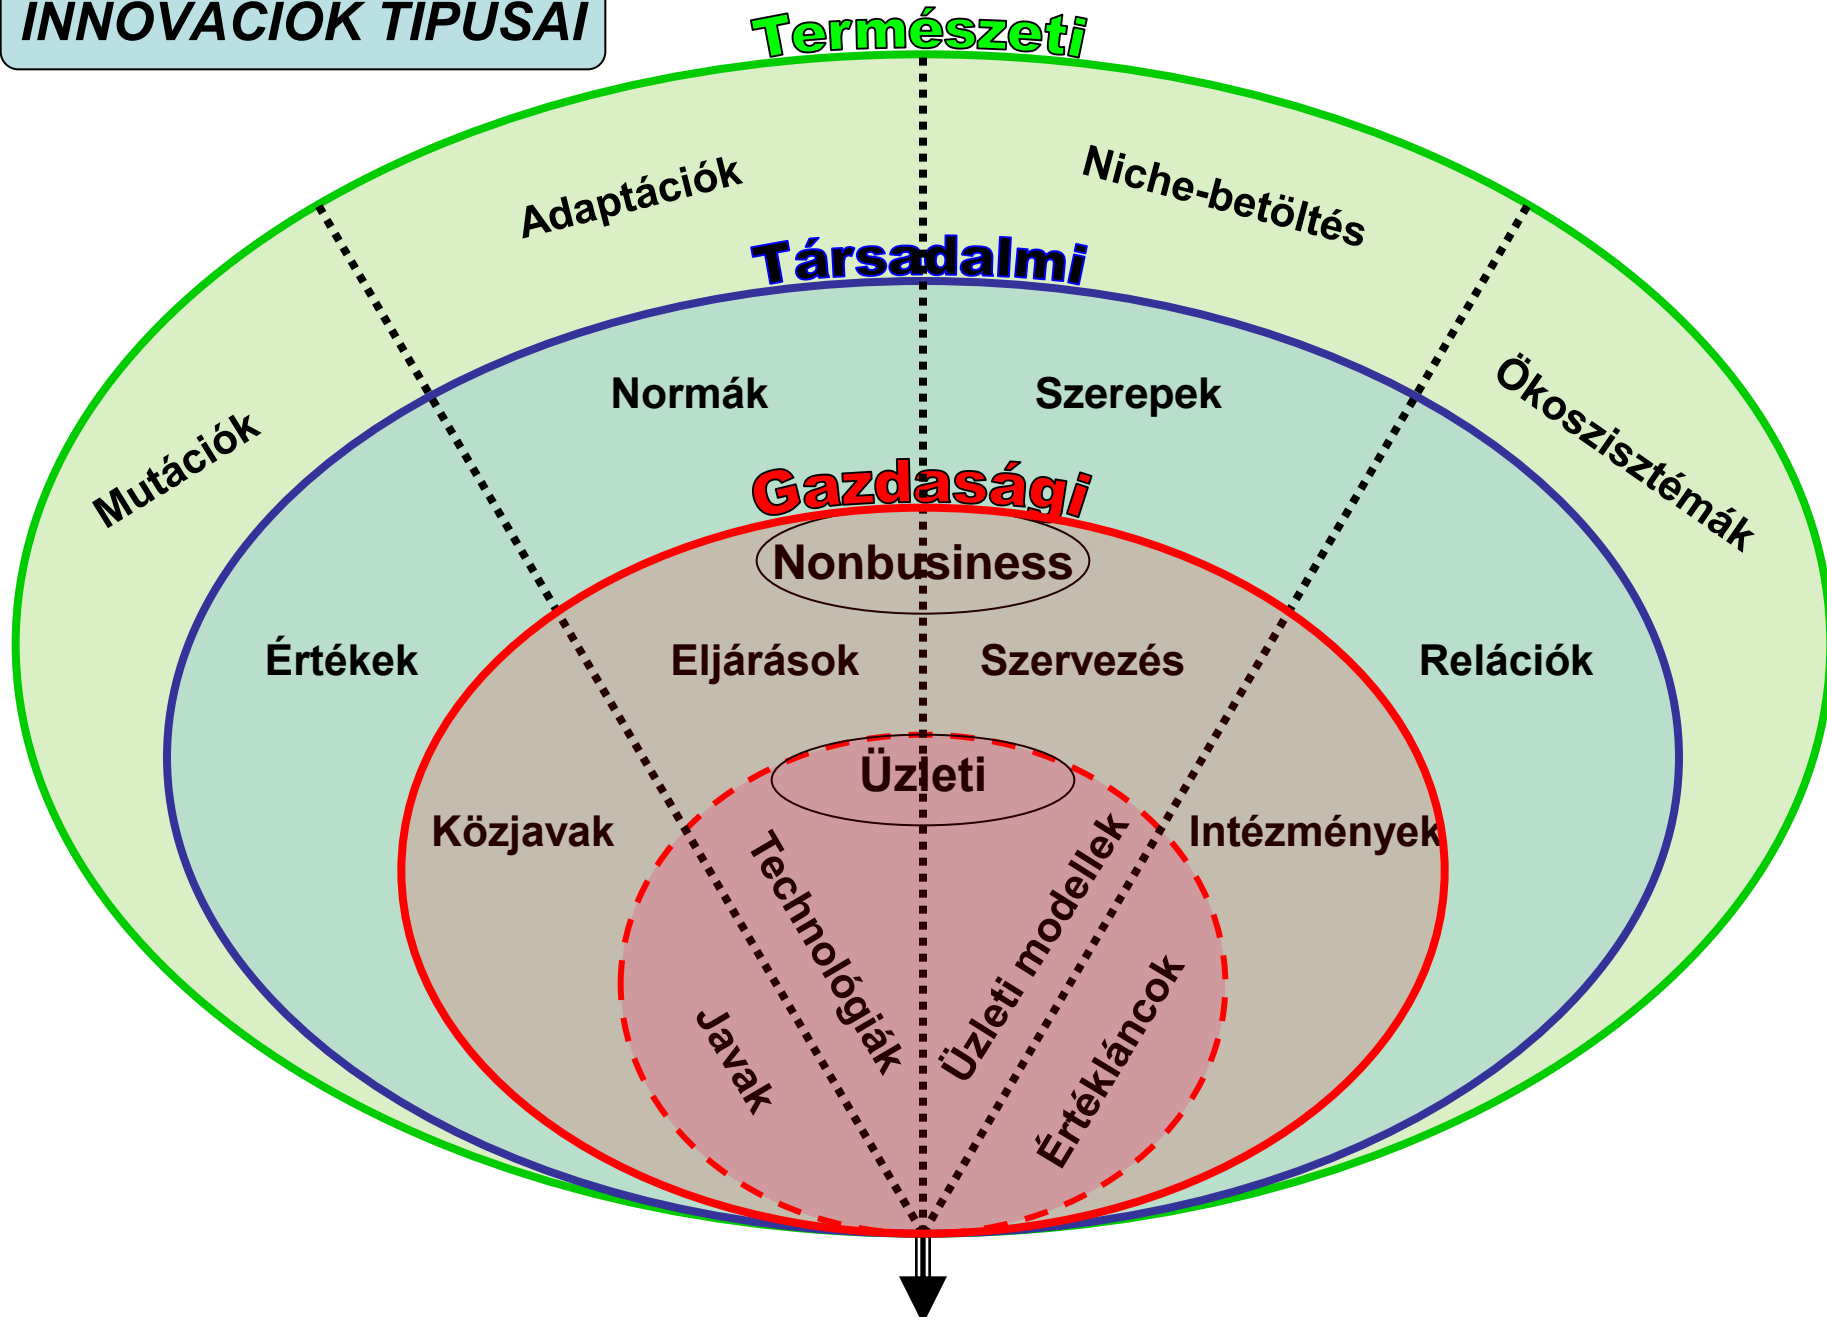 INNOVÁCIÓK TÍPUSAI
Természeti
Adaptációk
Niche-betöltés
Társadalmi
Mutációk
Normák
Szerepek
Ökoszisztémák
Gazdasági
Nonbusiness
Értékek
Eljárások
Szervezés
Relációk
Üzleti
Közjavak
Intézmények
Technológiák
Üzleti modellek
Javak
Értékláncok